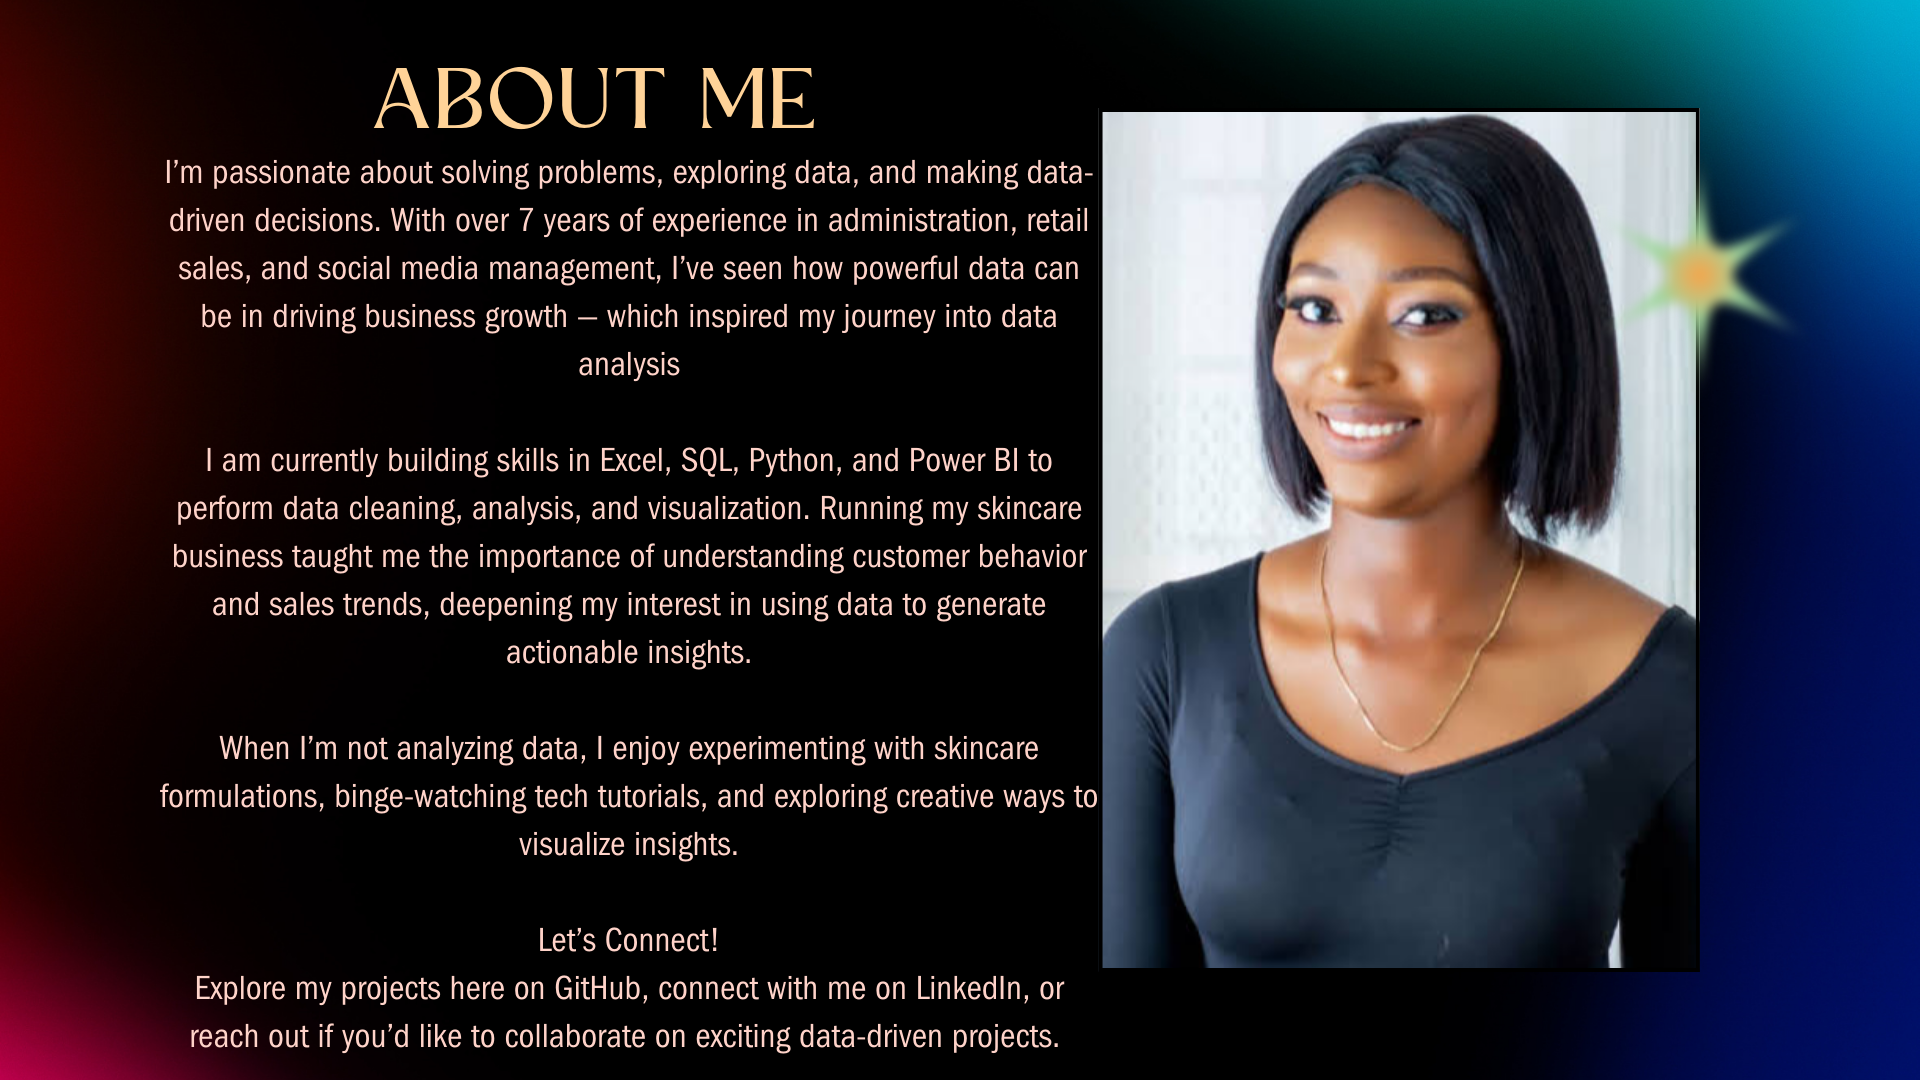 ABOUT ME
I’m passionate about solving problems, exploring data, and making data-
driven decisions. With over 7 years of experience in administration, retail
sales, and social media management, I’ve seen how powerful data can
be in driving business growth — which inspired my journey into data
analysis
I am currently building skills in Excel, SQL, Python, and Power BI to
perform data cleaning, analysis, and visualization. Running my skincare
business taught me the importance of understanding customer behavior
and sales trends, deepening my interest in using data to generate
actionable insights.
When I’m not analyzing data, I enjoy experimenting with skincare
formulations, binge-watching tech tutorials, and exploring creative ways to
visualize insights.
Let’s Connect!
Explore my projects here on GitHub, connect with me on LinkedIn, or
reach out if you’d like to collaborate on exciting data-driven projects.